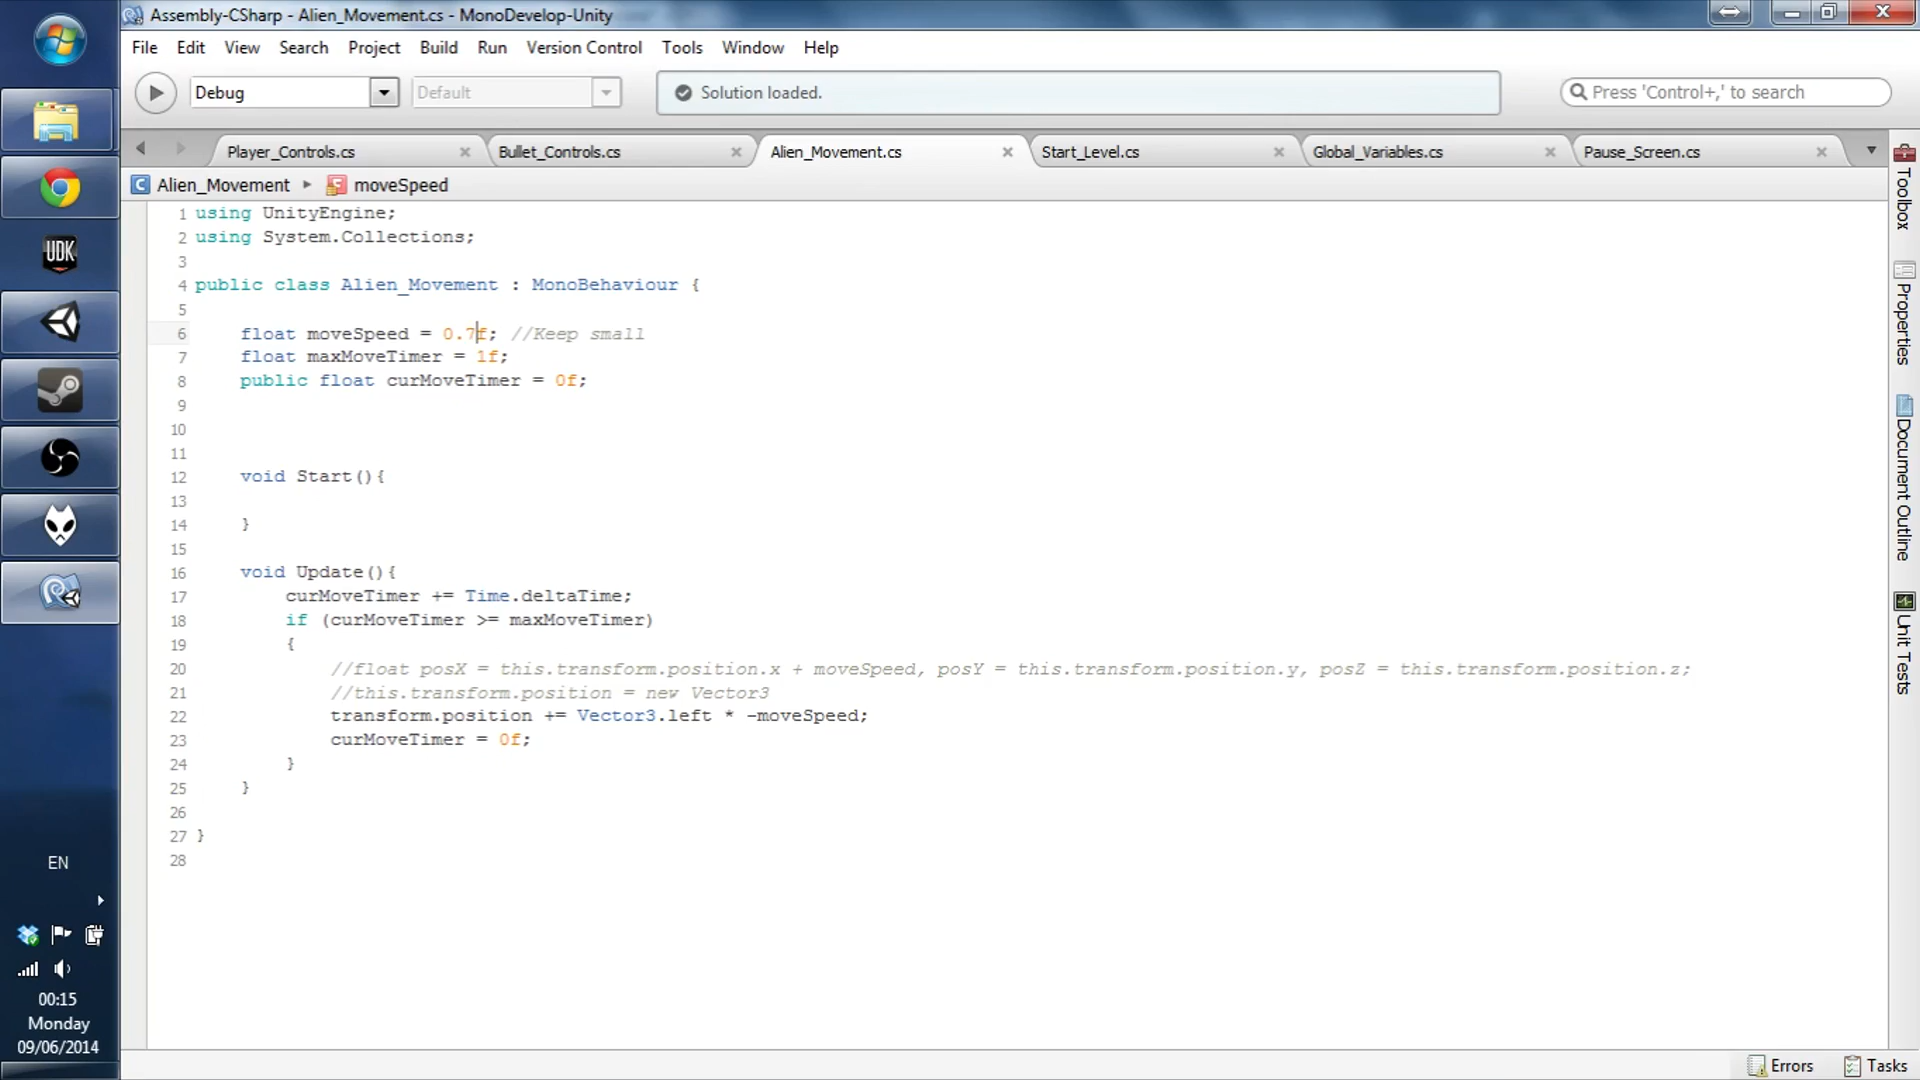 Assembly-CSharp - Alien_Movement.cs - MonoDevelop-Unity
File Edit View Search Project Build Run Version Control Tools Window Help
Debug Default Solution loaded. Press 'Control+,' to search
Player_Controls.cs Bullet_Controls.cs Alien_Movement.cs Start_Level.cs Global_Variables.cs Pause_Screen.cs
Alien_Movement moveSpeed
1 using UnityEngine;
2 using System.Collections;
3
4 public class Alien_Movement : MonoBehaviour {
5
6 float moveSpeed = 0.7f; //Keep small
7 float maxMoveTimer = 1f;
8 public float curMoveTimer = 0f;
9
10
11
12 void Start(){
13
14 }
15
16 void Update(){
17 curMoveTimer += Time.deltaTime;
18 if (curMoveTimer >= maxMoveTimer)
19 {
20 //float posX = this.transform.position.x + moveSpeed, posY = this.transform.position.y, posZ = this.transform.position.z;
21 //this.transform.position = new Vector3
22 transform.position += Vector3.left * -moveSpeed;
23 curMoveTimer = 0f;
24 }
25 }
26
27 }
28
Toolbox
Properties
Document Outline
Unit Tests
UDK
EN
00:15
Monday
09/06/2014
Errors Tasks